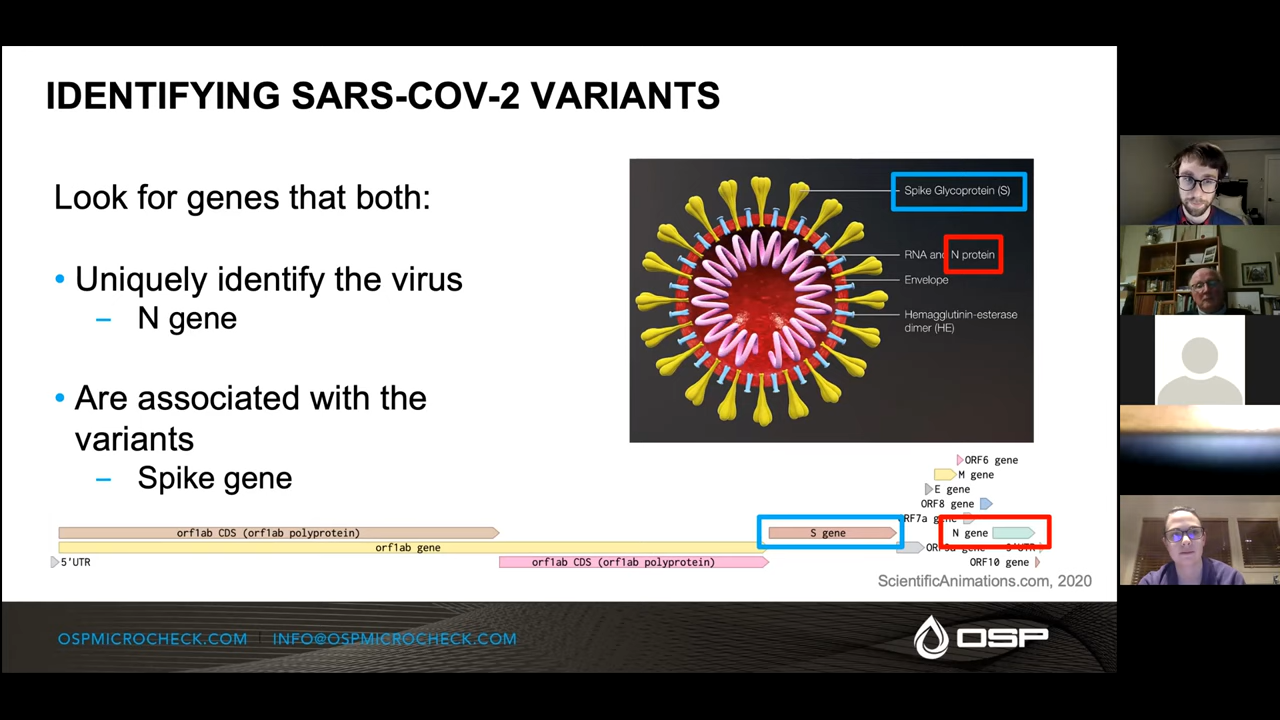 IDENTIFYING SARS-COV-2 VARIANTS
Look for genes that both:
• Uniquely identify the virus
– N gene
• Are associated with the
variants
– Spike gene
Spike Glycoprotein (S)
RNA and N protein
Envelope
Hemagglutinin-esterase
dimer (HE)
ORF6 gene
M gene
E gene
ORF8 gene
ORF7a gene
orf1ab CDS (orf1ab polyprotein)
S gene
N gene
orf1ab gene
5'UTR
orf1ab CDS (orf1ab polyprotein)
ORF10 gene
ScientificAnimations.com, 2020
OSPMICROCHECK.COM | INFO@OSPMICROCHECK.COM
OSP